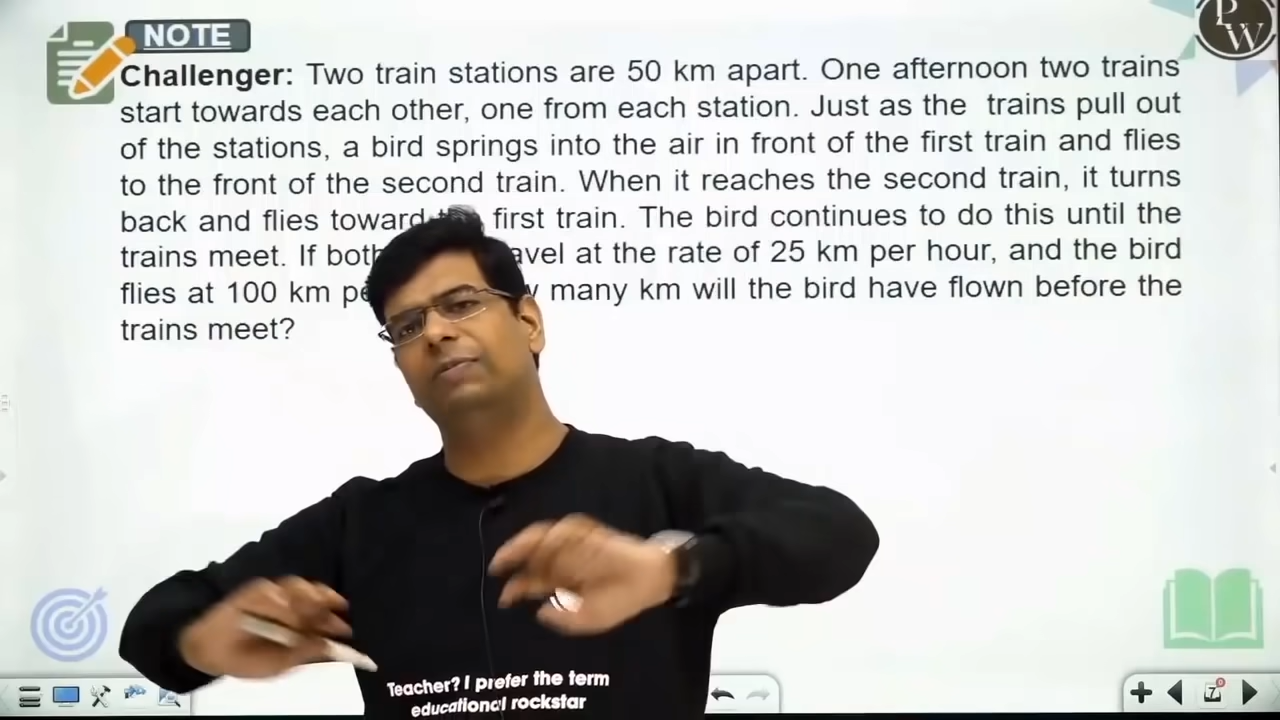 NOTE
PW
Challenger: Two train stations are 50 km apart. One afternoon two trains
start towards each other, one from each station. Just as the trains pull out
of the stations, a bird springs into the air in front of the first train and flies
to the front of the second train. When it reaches the second train, it turns
back and flies toward first train. The bird continues to do this until the
trains meet. If both at the rate of 25 km per hour, and the bird
flies at 100 km many km will the bird have flown before the
trains meet?
Teacher? I prefer the term
educational rockstar
7